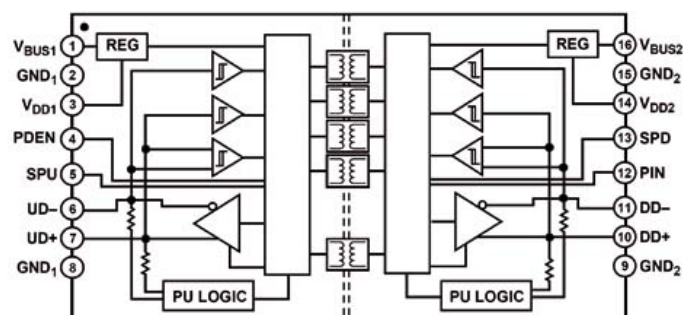 VBUS1 1 REG REG 16 VBUS2
GND1 2 15 GND2
VDD1 3 14 VDD2
PDEN 4 13 SPD
SPU 5 12 PIN
UD– 6 11 DD–
UD+ 7 10 DD+
GND1 8 9 GND2
PU LOGIC PU LOGIC